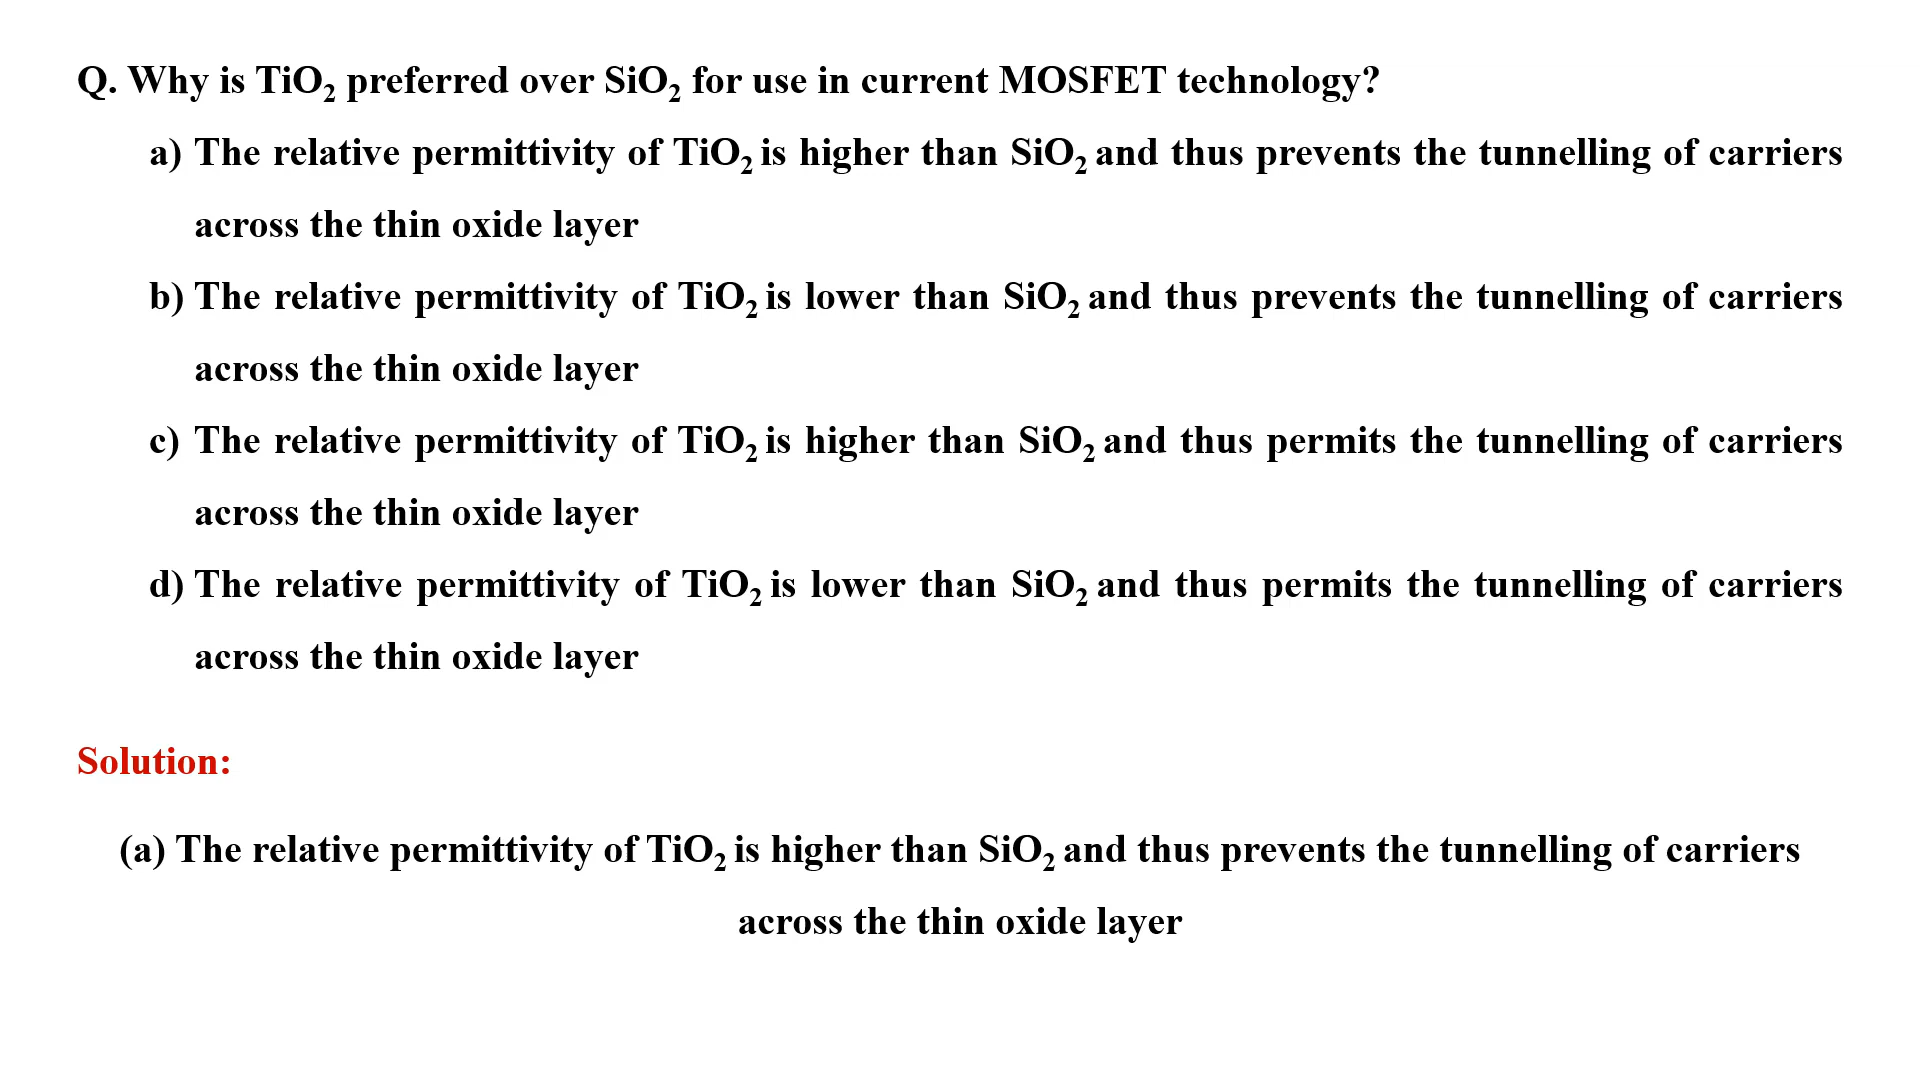 Q. Why is TiO₂ preferred over SiO₂ for use in current MOSFET technology?
a) The relative permittivity of TiO₂ is higher than SiO₂ and thus prevents the tunnelling of carriers
across the thin oxide layer
b) The relative permittivity of TiO₂ is lower than SiO₂ and thus prevents the tunnelling of carriers
across the thin oxide layer
c) The relative permittivity of TiO₂ is higher than SiO₂ and thus permits the tunnelling of carriers
across the thin oxide layer
d) The relative permittivity of TiO₂ is lower than SiO₂ and thus permits the tunnelling of carriers
across the thin oxide layer
Solution:
(a) The relative permittivity of TiO₂ is higher than SiO₂ and thus prevents the tunnelling of carriers
across the thin oxide layer